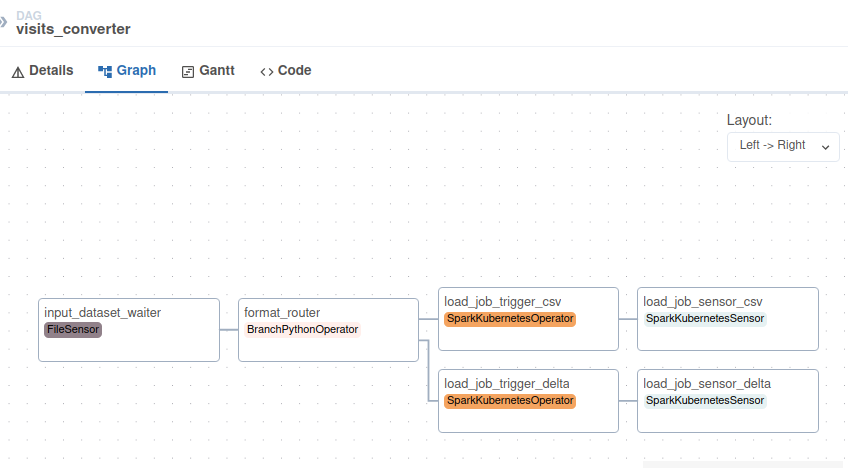 DAG
visits_converter
Details
Graph
Gantt
Code
Layout:
Left -> Right
input_dataset_waiter
FileSensor
format_router
BranchPythonOperator
load_job_trigger_csv
SparkKubernetesOperator
load_job_sensor_csv
SparkKubernetesSensor
load_job_trigger_delta
SparkKubernetesOperator
load_job_sensor_delta
SparkKubernetesSensor